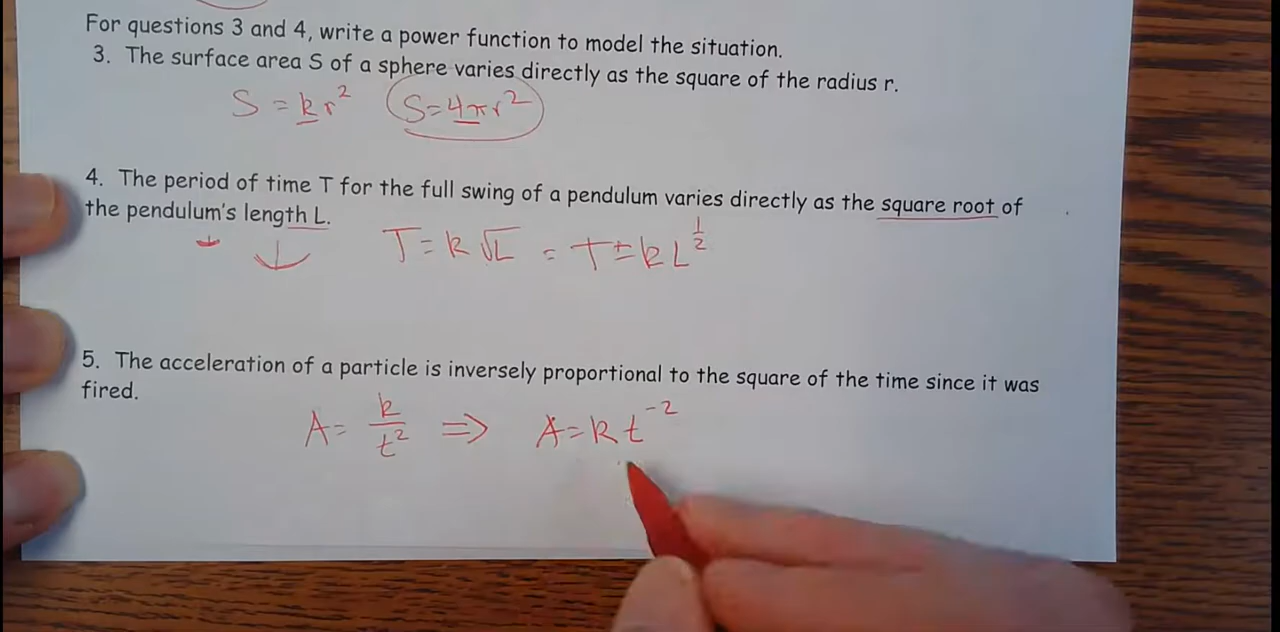 For questions 3 and 4, write a power function to model the situation.
3. The surface area S of a sphere varies directly as the square of the radius r.
S = kr² S=4πr²
4. The period of time T for the full swing of a pendulum varies directly as the square root of
the pendulum's length L.
T = k√L = T = kL^½
5. The acceleration of a particle is inversely proportional to the square of the time since it was
fired.
A = k/t² ⇒ A = kt⁻²